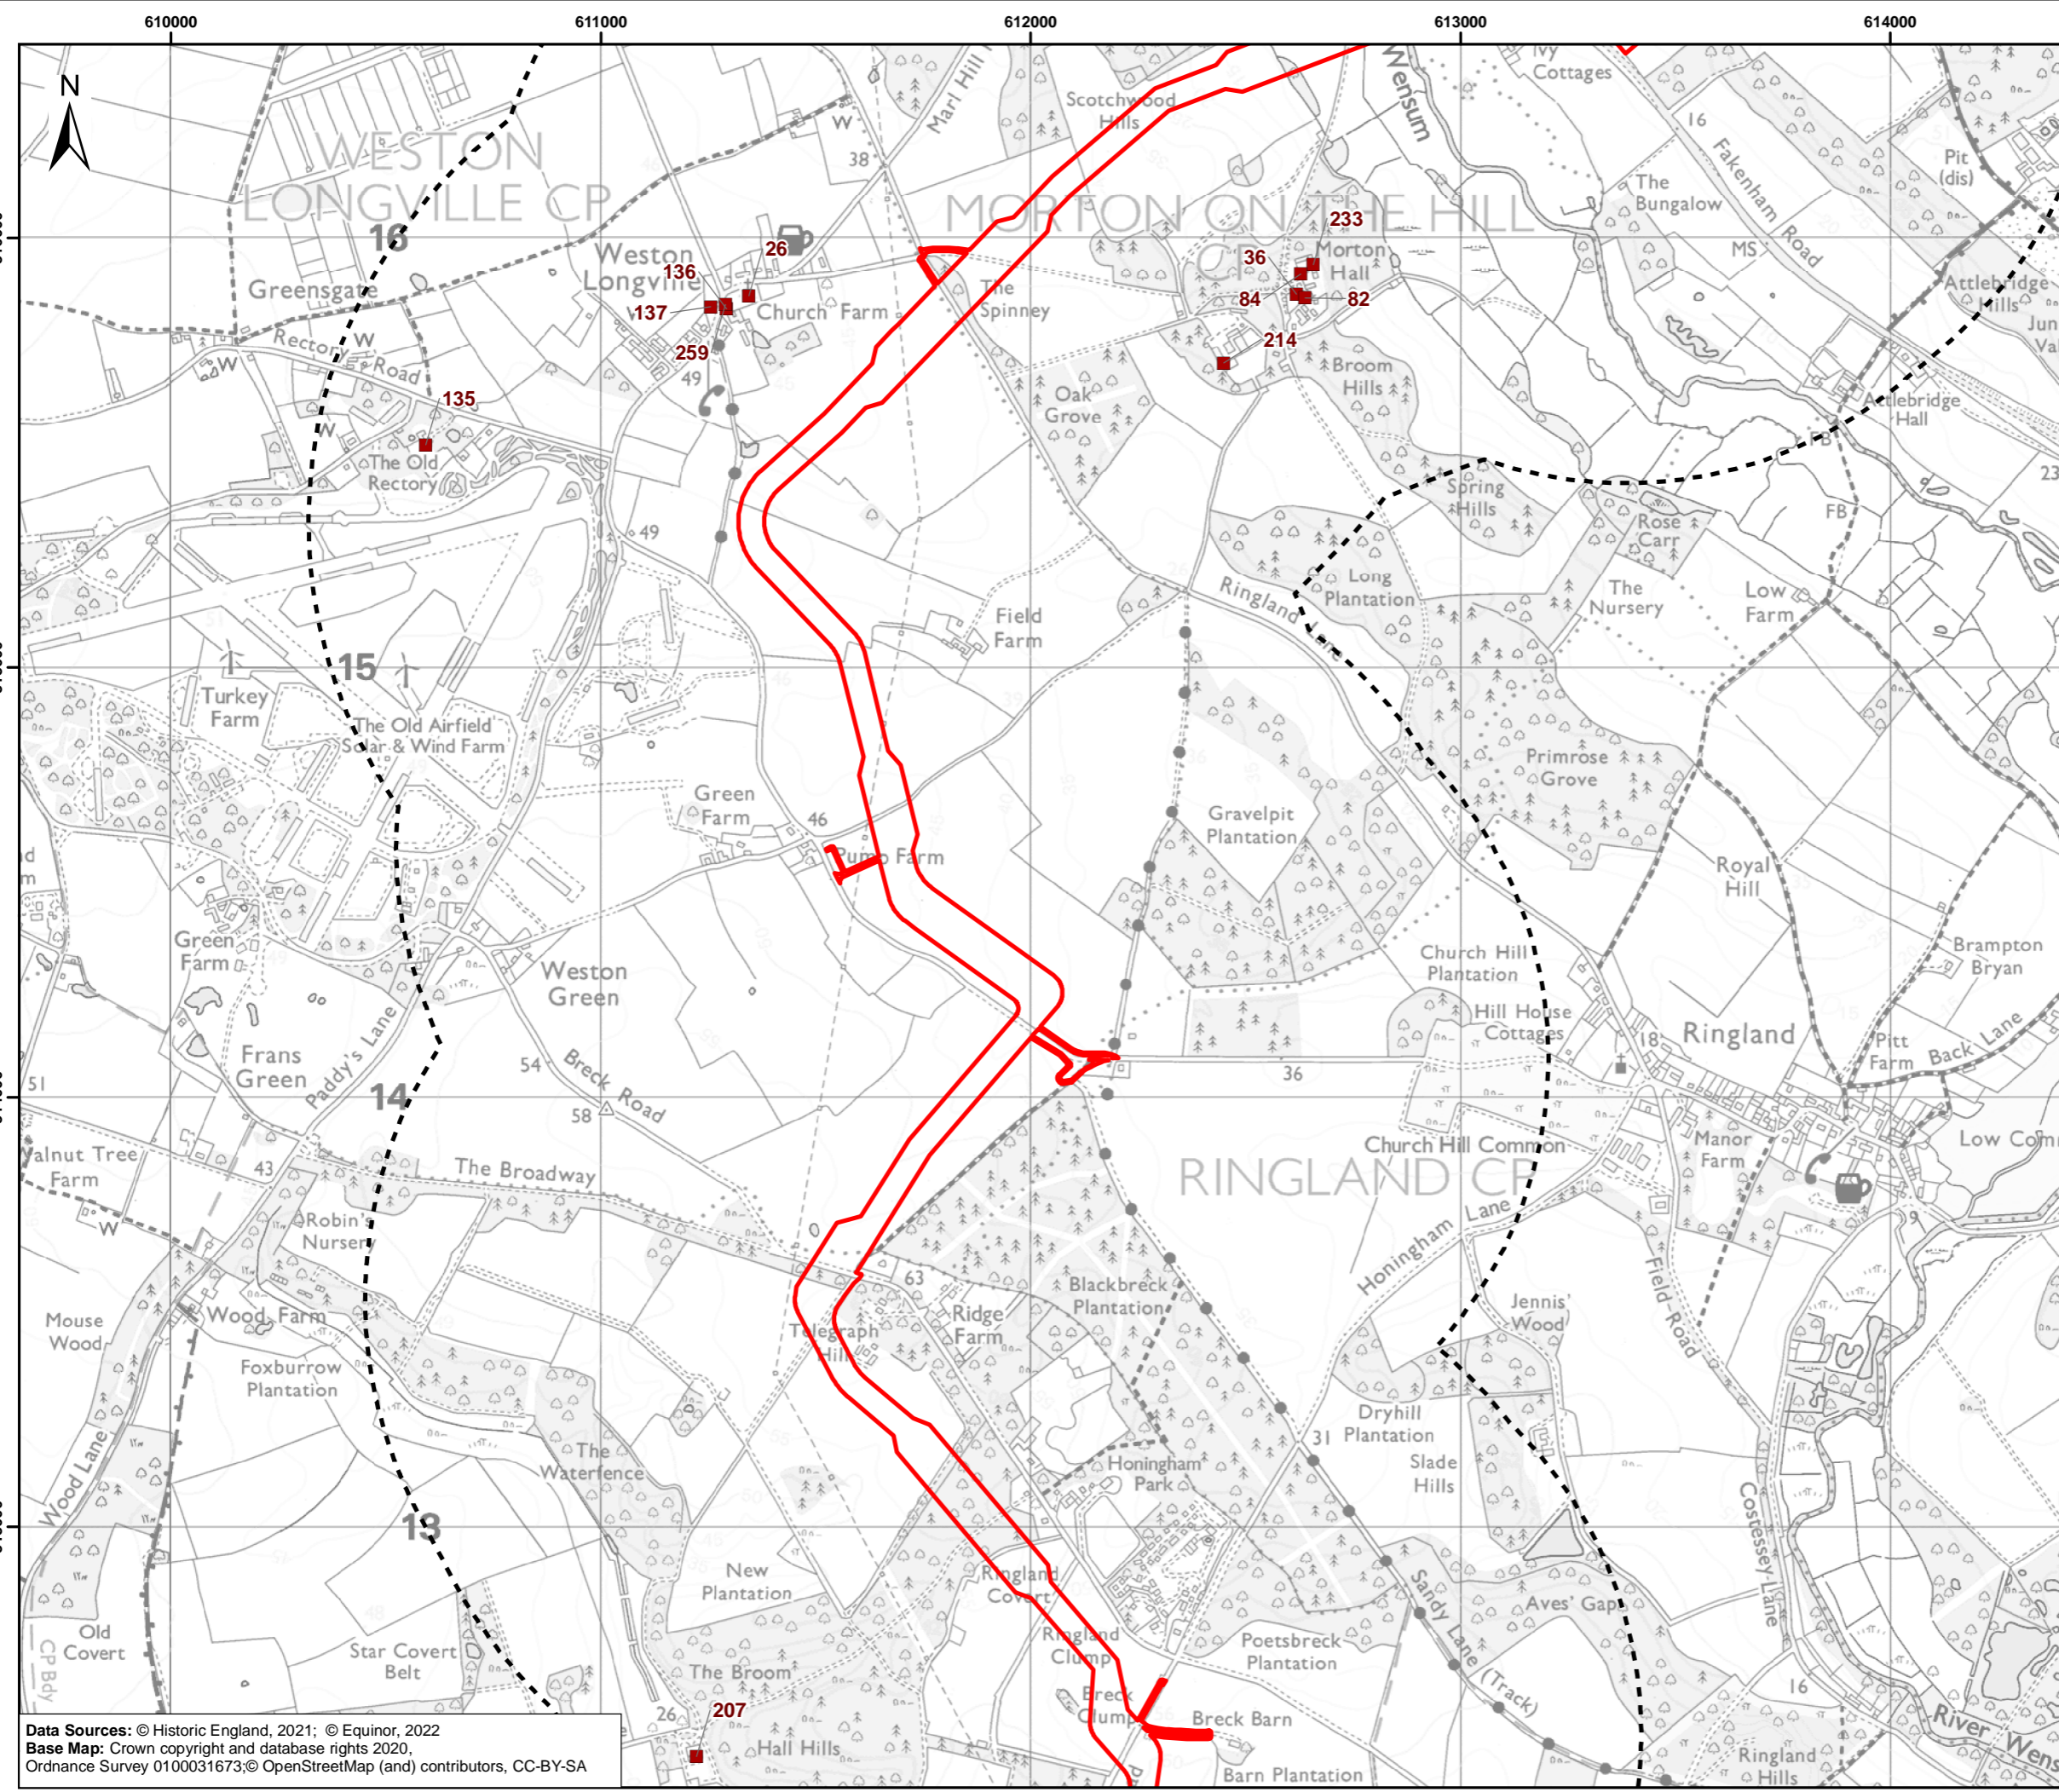 610000
611000
612000
613000
614000
N
WESTON
LONGVILLE CP
Marl Hill
Scotchwood
Hills
Wensum
Ivy
Cottages
16
Fakenham Road
Pit
(dis)
W
38
The
Bungalow
MS
MORTON ON THE HILL
CP
16
Weston
Longville
26
136
137
Church Farm
259
49
The
Spinney
233
36
Morton
Hall
84
82
214
Broom
Hills
Attlebridge
Hills
Attlebridge
Hall
FB
23
Greensgate
Rectory Road
W
W
W
135
The Old
Rectory
Oak
Grove
Spring
Hills
Rose
Carr
FB
49
26
Ringland Lane
Long
Plantation
The
Nursery
Low
Farm
Field
Farm
15
Turkey
Farm
The Old Airfield
Solar & Wind Farm
46
39
Primrose
Grove
Green
Farm
46
Pump Farm
Gravelpit
Plantation
Royal
Hill
Green
Farm
Weston
Green
Church Hill
Plantation
Brampton
Bryan
Hill House
Cottages
18
Ringland
Pitt
Farm
Back Lane
Frans
Green
Paddy's Lane
54
Breck Road
58
36
51
14
Walnut Tree
Farm
43
The Broadway
Church Hill Common
Manor
Farm
RINGLAND CP
W
Robin's
Nursery
Honingham Lane
Field Road
9
63
Blackbreck
Plantation
Ridge
Farm
Telegraph
Hill
Jennis'
Wood
Mouse
Wood
Wood Farm
Foxburrow
Plantation
Dryhill
Plantation
31
Slade
Hills
The
Waterfence
Honingham
Park
Wood Lane
13
Costessey Lane
New
Plantation
Ringland
Covert
Sandy Lane (Track)
Aves' Gap
Old
Covert
CP Bdy
Star Covert
Belt
The Broom
Ringland
Clump
Poetsbreck
Plantation
16
207
26
Hall Hills
Breck
Clump
Breck Barn
Barn Plantation
Ringland
Hills
River
Wens
Data Sources: © Historic England, 2021; © Equinor, 2022
Base Map: Crown copyright and database rights 2020,
Ordnance Survey 0100031673;© OpenStreetMap (and) contributors, CC-BY-SA